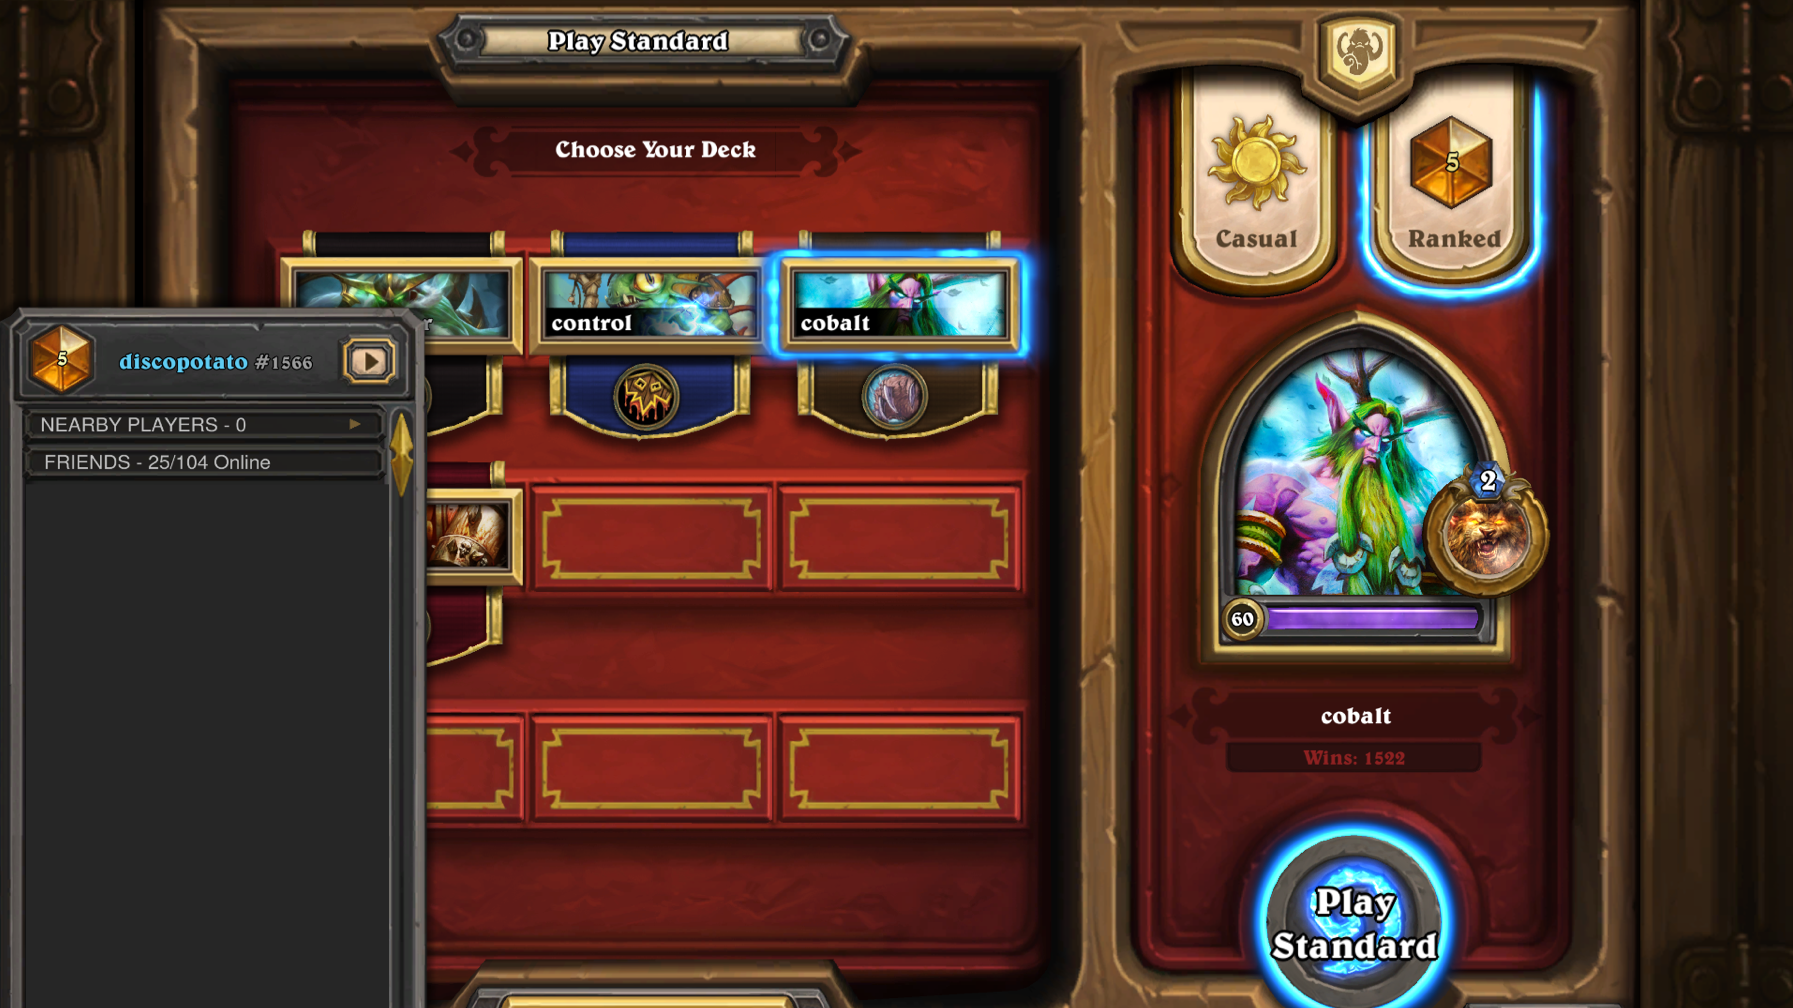 Play Standard
Choose Your Deck
control
cobalt
5
discopotato #1566
NEARBY PLAYERS - 0
FRIENDS - 25/104 Online
Casual
5
Ranked
2
60
cobalt
Wins: 1522
Play
Standard